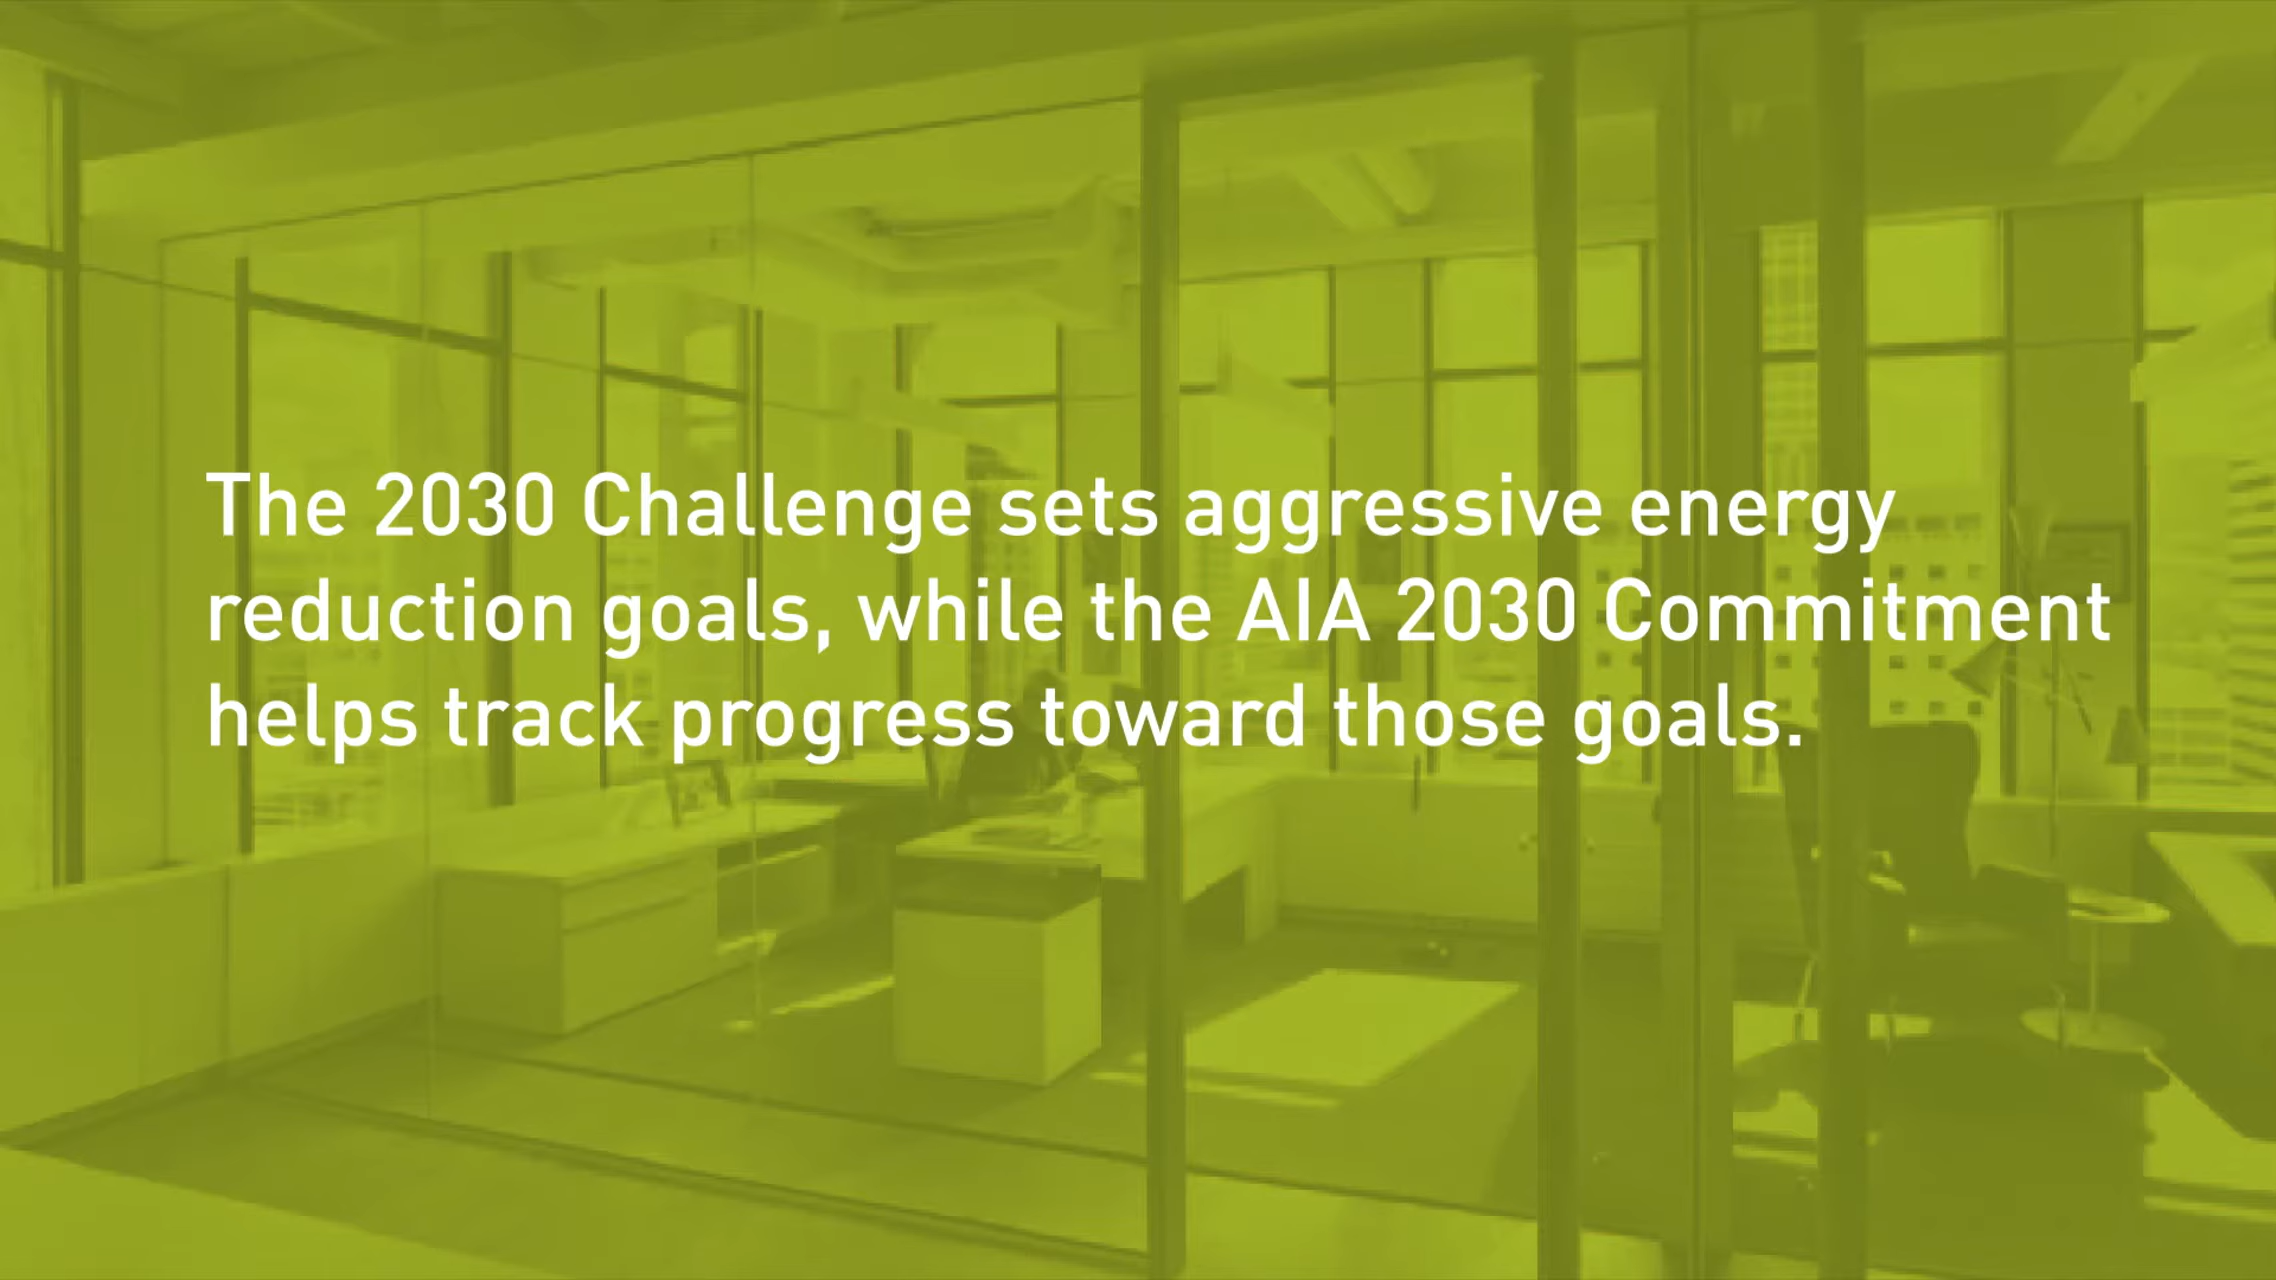 The 2030 Challenge sets aggressive energy
reduction goals, while the AIA 2030 Commitment
helps track progress toward those goals.